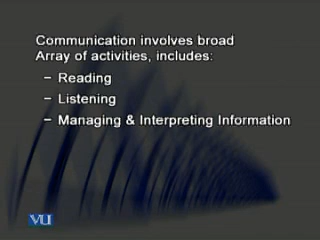 Communication involves broad
Array of activities, includes:
– Reading
– Listening
– Managing & Interpreting Information
VU